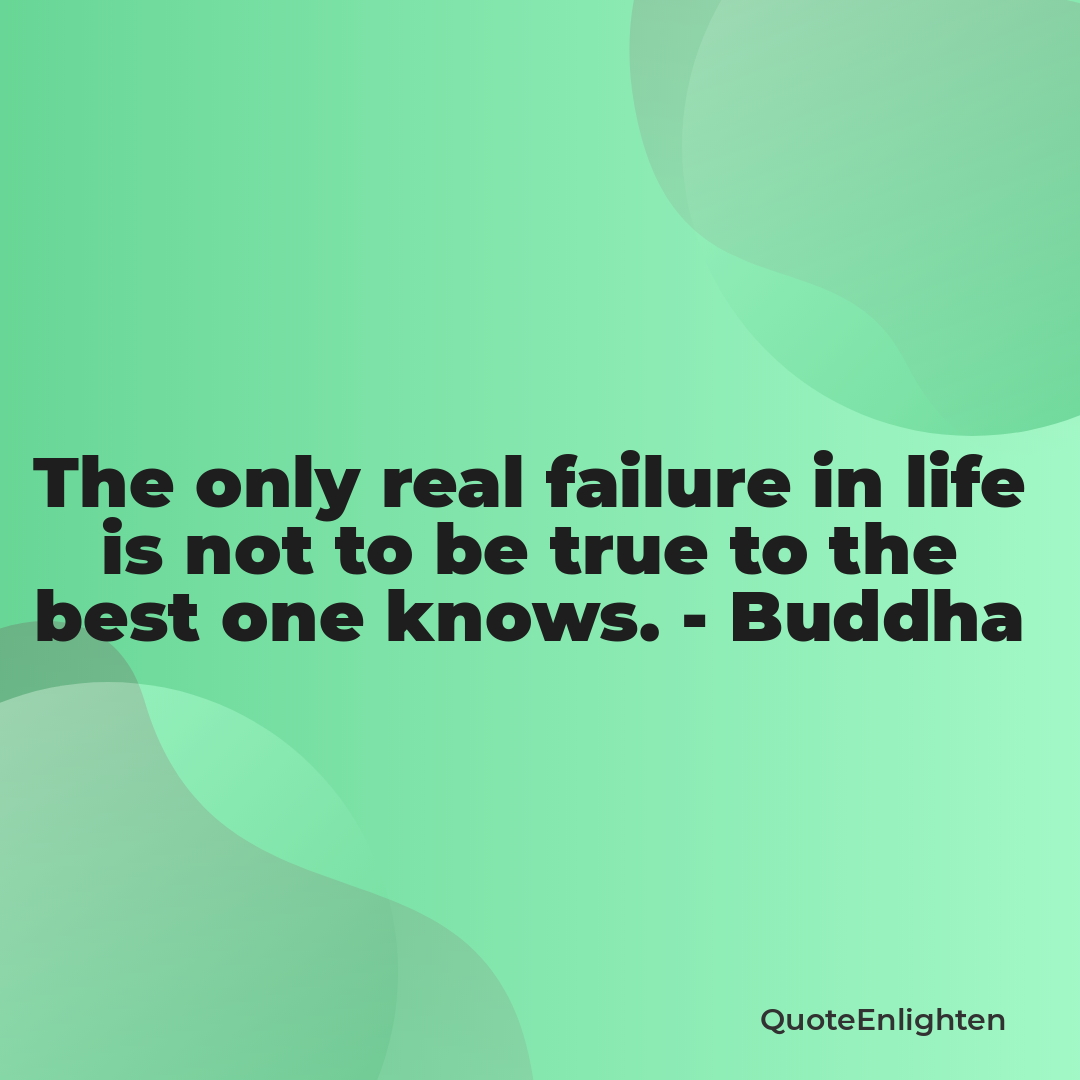 The only real failure in life
is not to be true to the
best one knows. - Buddha
QuoteEnlighten